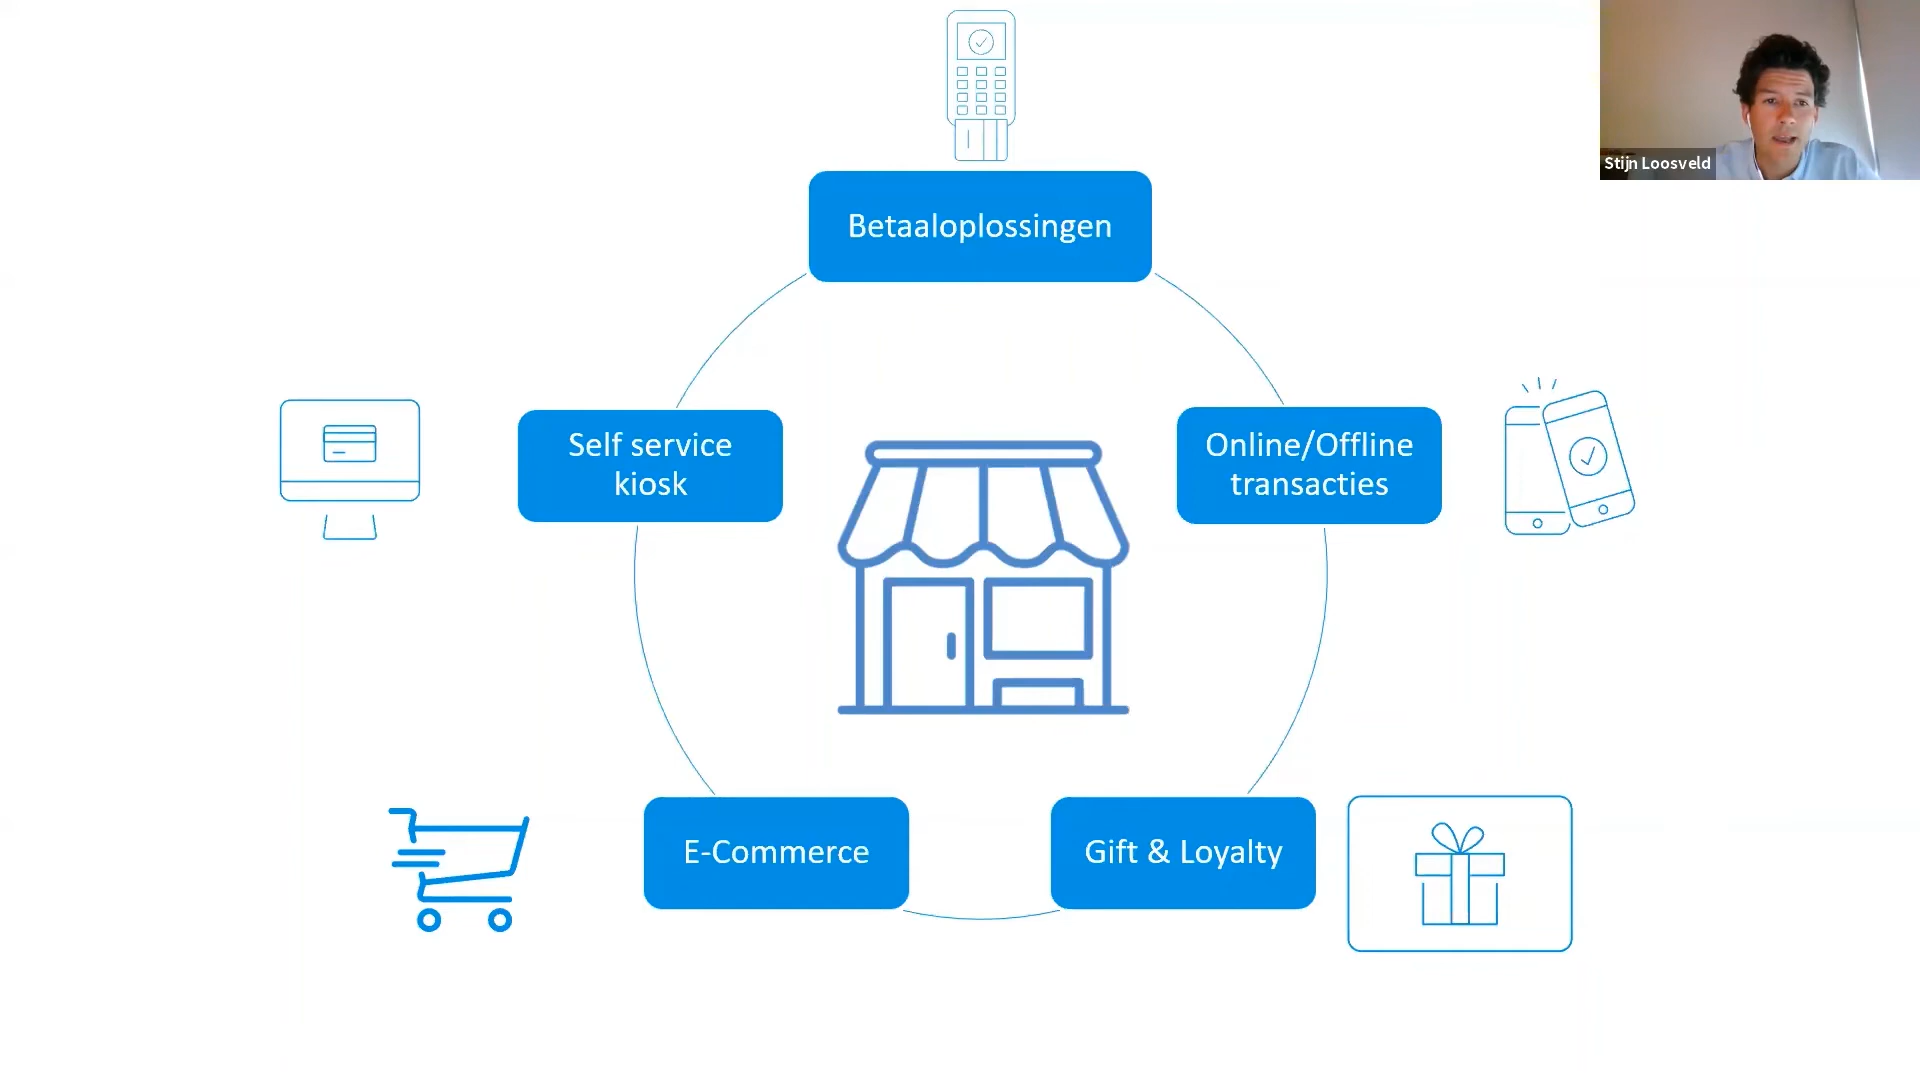 Stijn Loosveld
Betaaloplossingen
Self service
kiosk
Online/Offline
transacties
E-Commerce
Gift & Loyalty